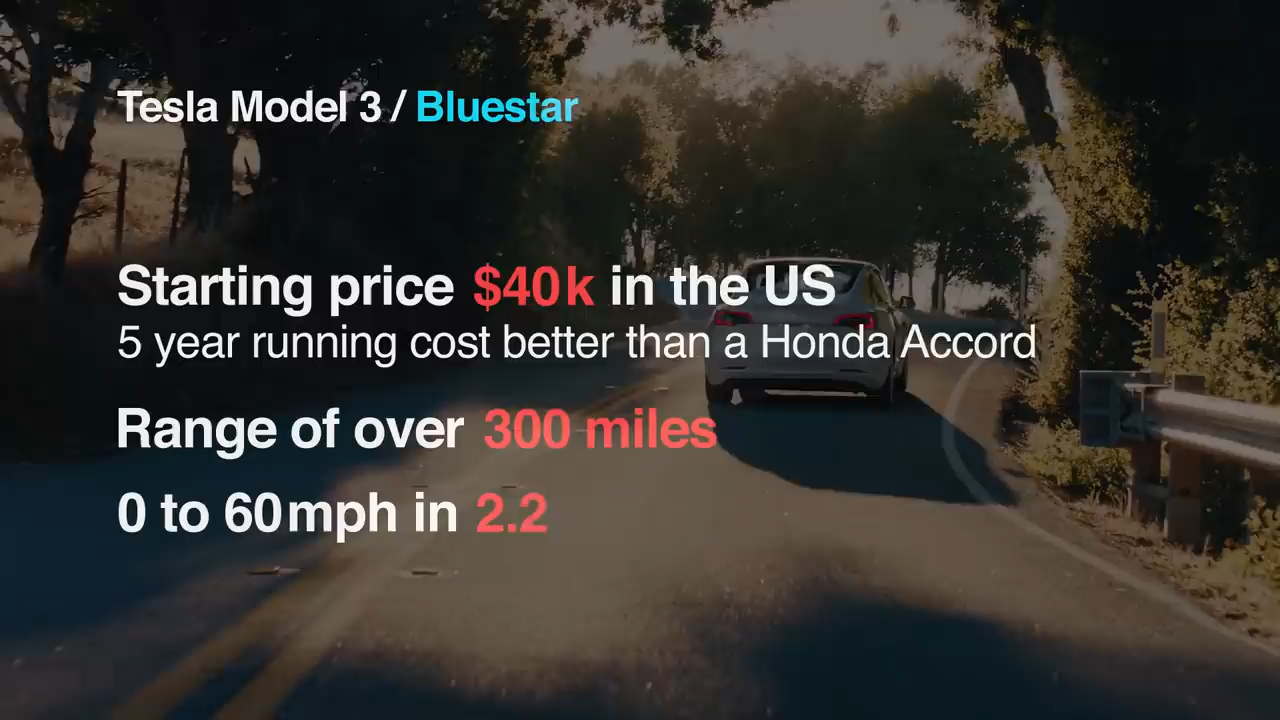 Tesla Model 3 / Bluestar
Starting price $40k in the US
5 year running cost better than a Honda Accord
Range of over 300 miles
0 to 60mph in 2.2